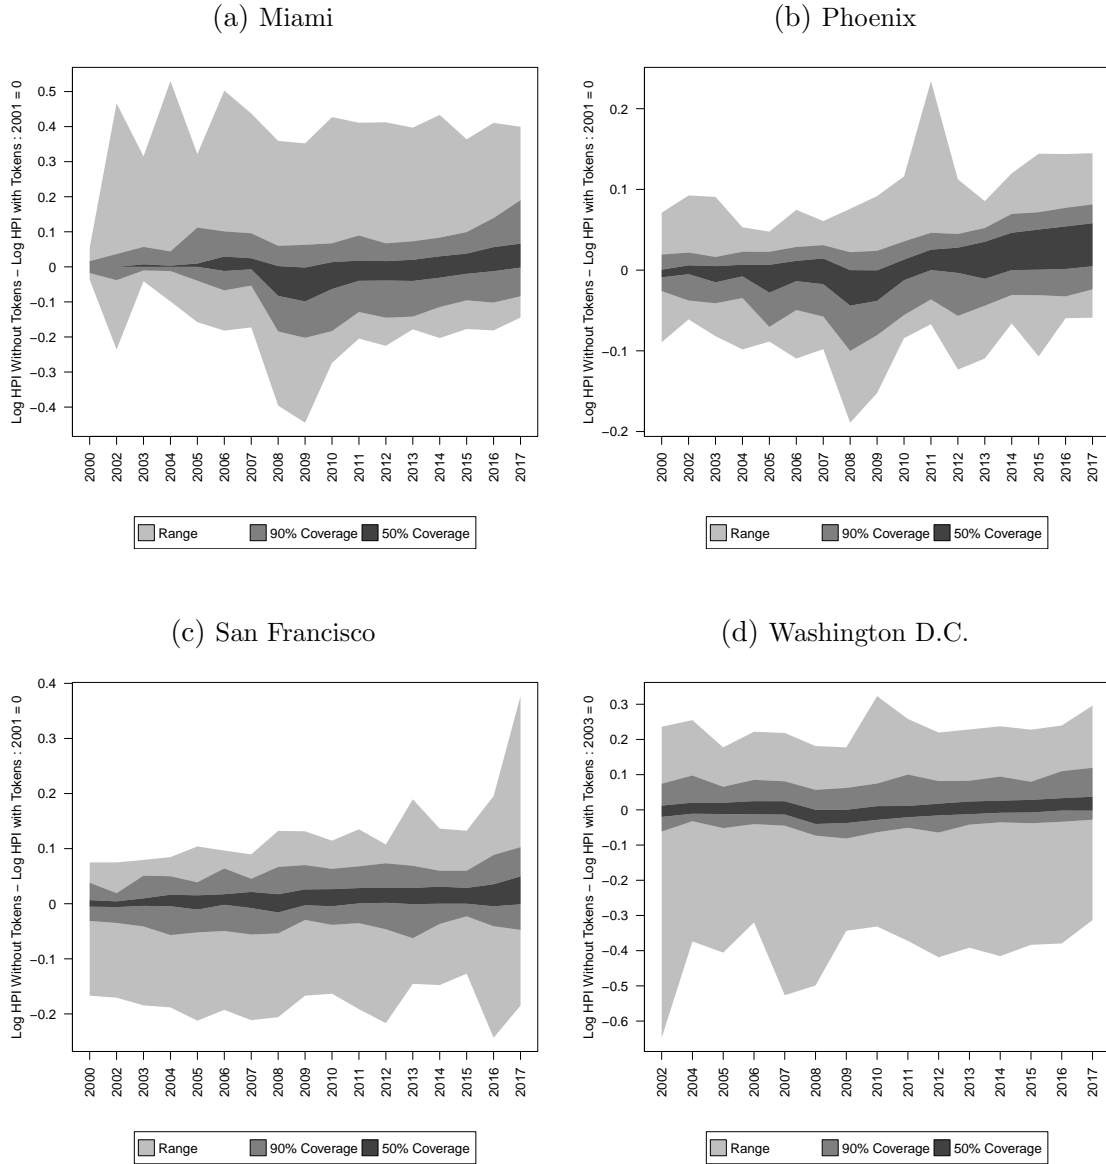 (a) Miami
Log HPI Without Tokens − Log HPI with Tokens : 2001 = 0
0.5
0.4
0.3
0.2
0.1
0
−0.1
−0.2
−0.3
−0.4
2000 2002 2003 2004 2005 2006 2007 2008 2009 2010 2011 2012 2013 2014 2015 2016 2017
Range 90% Coverage 50% Coverage
(b) Phoenix
Log HPI Without Tokens − Log HPI with Tokens : 2001 = 0
0.2
0.1
0
−0.1
−0.2
2000 2002 2003 2004 2005 2006 2007 2008 2009 2010 2011 2012 2013 2014 2015 2016 2017
Range 90% Coverage 50% Coverage
(c) San Francisco
Log HPI Without Tokens − Log HPI with Tokens : 2001 = 0
0.4
0.3
0.2
0.1
0
−0.1
−0.2
2000 2002 2003 2004 2005 2006 2007 2008 2009 2010 2011 2012 2013 2014 2015 2016 2017
Range 90% Coverage 50% Coverage
(d) Washington D.C.
Log HPI Without Tokens − Log HPI with Tokens : 2003 = 0
0.3
0.2
0.1
0
−0.1
−0.2
−0.3
−0.4
−0.5
−0.6
2002 2004 2005 2006 2007 2008 2009 2010 2011 2012 2013 2014 2015 2016 2017
Range 90% Coverage 50% Coverage